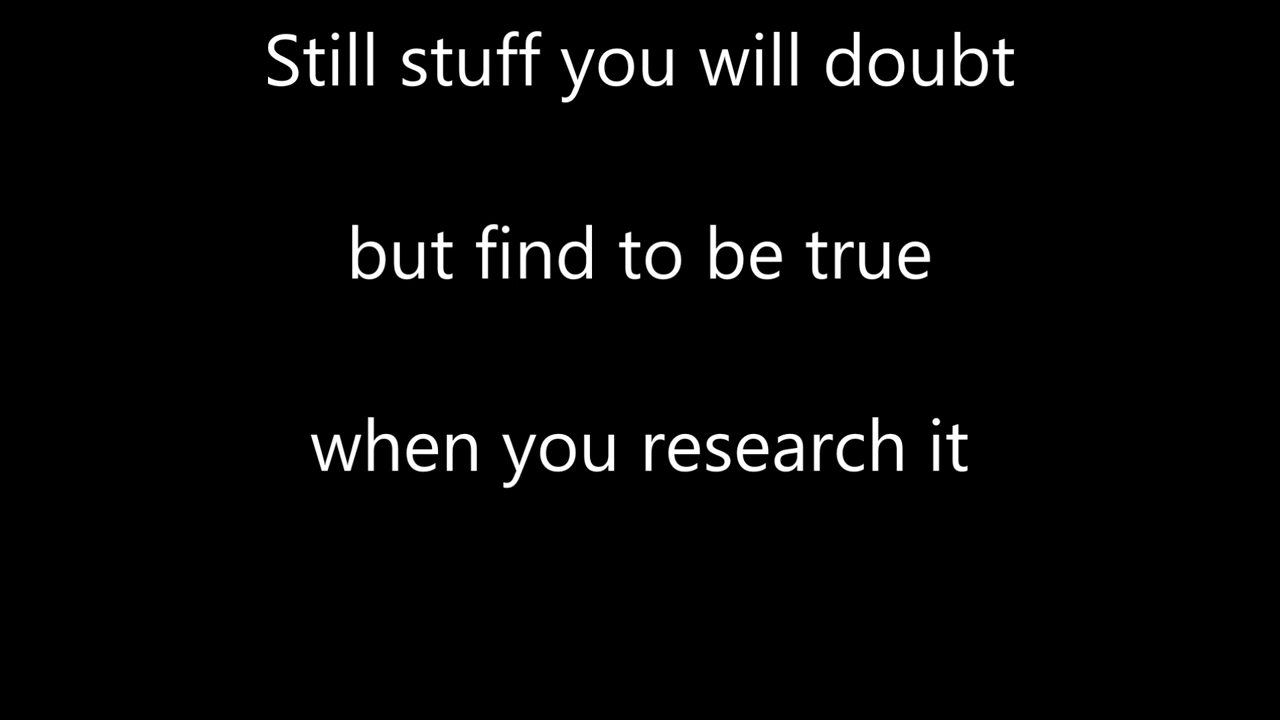 Still stuff you will doubt
but find to be true
when you research it